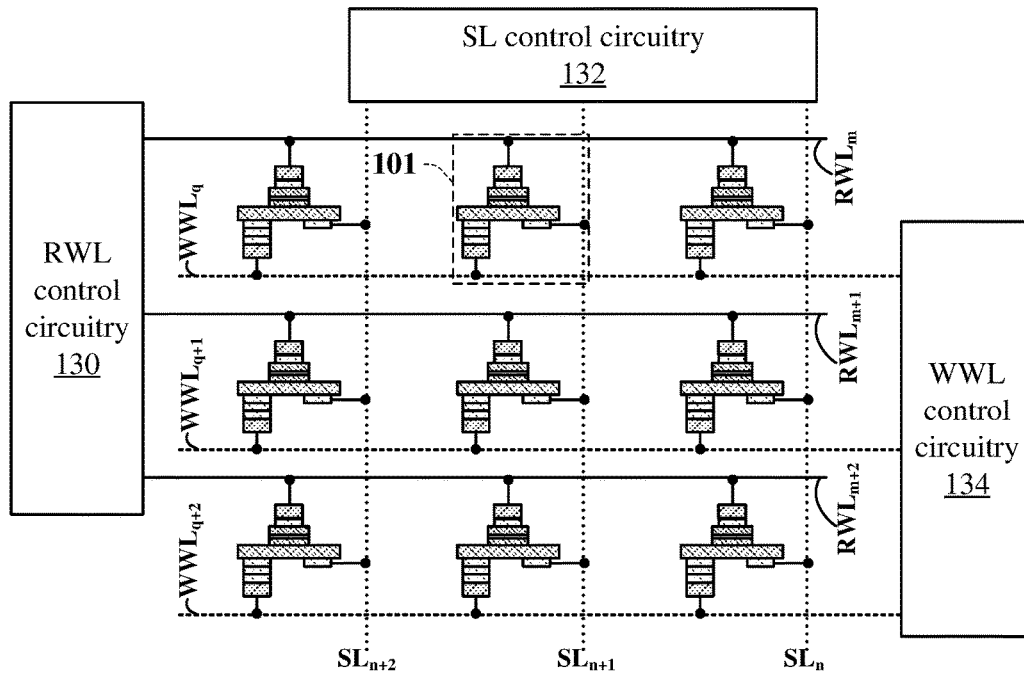 SL control circuitry
132
101
RWLm
WWLq
RWL
control
circuitry
130
RWLm+1
WWLq+1
WWL
control
circuitry
134
RWLm+2
WWLq+2
SLn+2
SLn+1
SLn